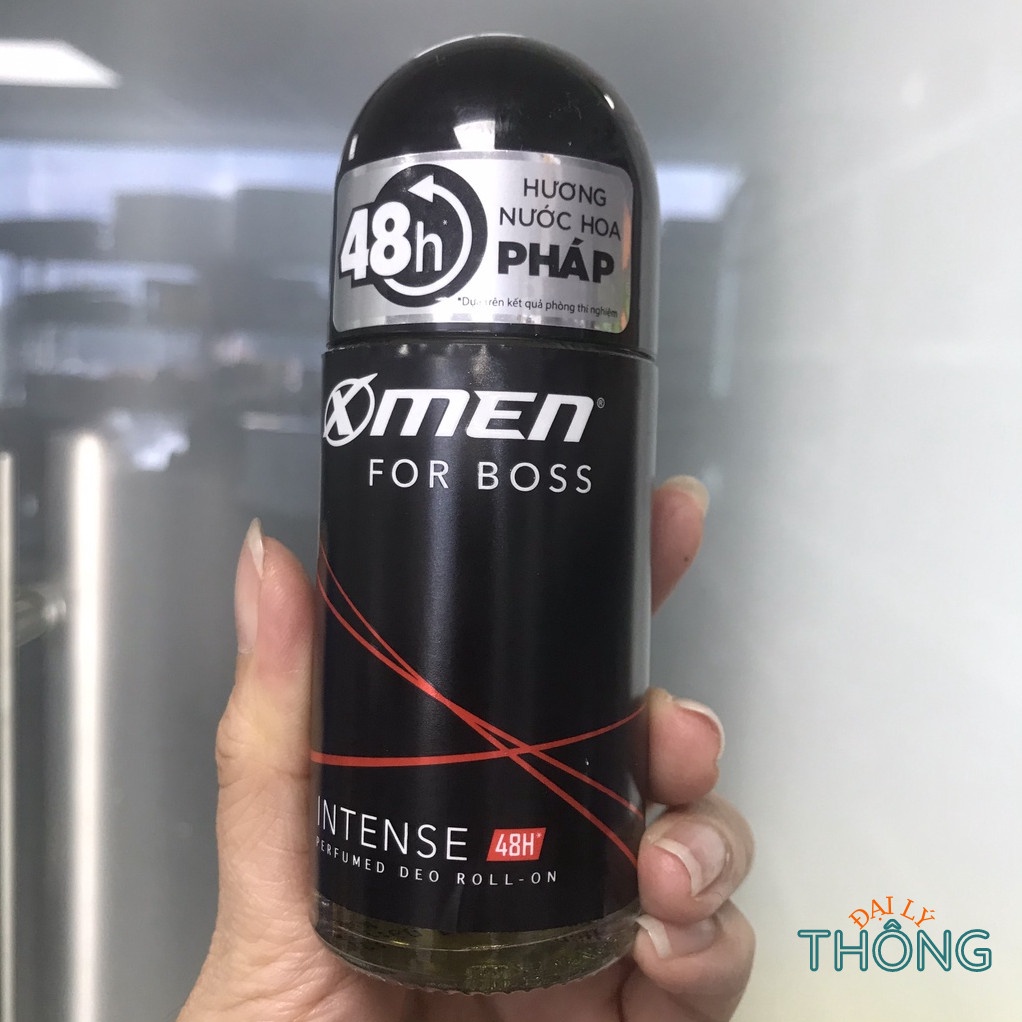 48h*
HƯƠNG
NƯỚC HOA
PHÁP
*Dựa trên kết quả phòng thí nghiệm
XMEN®
FOR BOSS
INTENSE 48H*
PERFUMED DEO ROLL-ON
ĐẠI LÝ
THÔNG